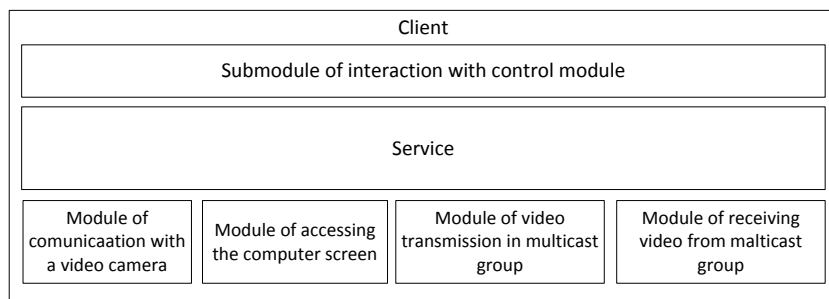 Client
Submodule of interaction with control module
Service
Module of
comunicaation with
a video camera
Module of accessing
the computer screen
Module of video
transmission in multicast
group
Module of receiving
video from malticast
group